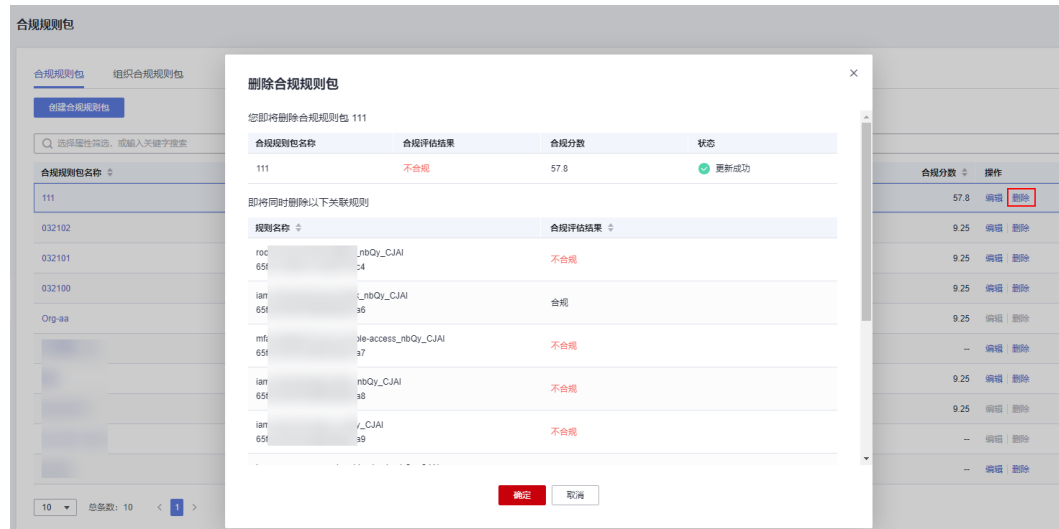 合规规则包
合规规则包 组织合规规则包
创建合规规则包
选择属性筛选，或输入关键字搜索
合规规则包名称 合规分数 操作
111 57.8 编辑 删除
032102 9.25 编辑 删除
032101 9.25 编辑 删除
032100 9.25 编辑 删除
Org-aa 9.25 编辑 删除
-- 编辑 删除
9.25 编辑 删除
9.25 编辑 删除
-- 编辑 删除
-- 编辑 删除
10 总条数：10 < 1 >
删除合规规则包 ×
您即将删除合规规则包 111
合规规则包名称 合规评估结果 合规分数 状态
111 不合规 57.8 更新成功
即将同时删除以下关联规则
规则名称 合规评估结果
_nbQy_CJAI
65f c4
不合规
iam _nbQy_CJAI
65f a6
合规
mfa ble-access_nbQy_CJAI
65f a7
不合规
iam nbQy_CJAI
65f a8
不合规
iam y_CJAI
65f a9
不合规
确定 取消